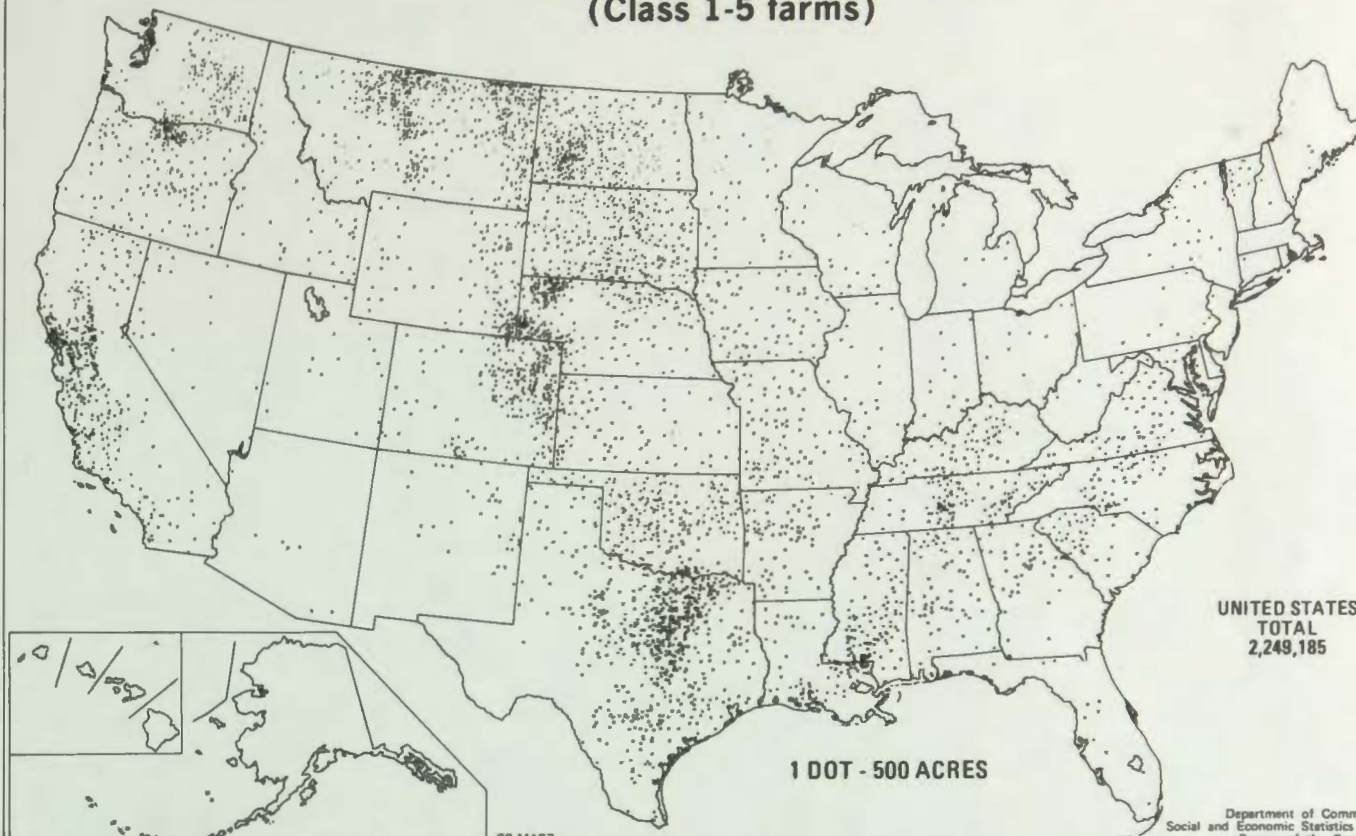 (Class 1-5 farms)
UNITED STATES
TOTAL
2,249,185
1 DOT - 500 ACRES
Department of Comm
Social and Economic Statistics